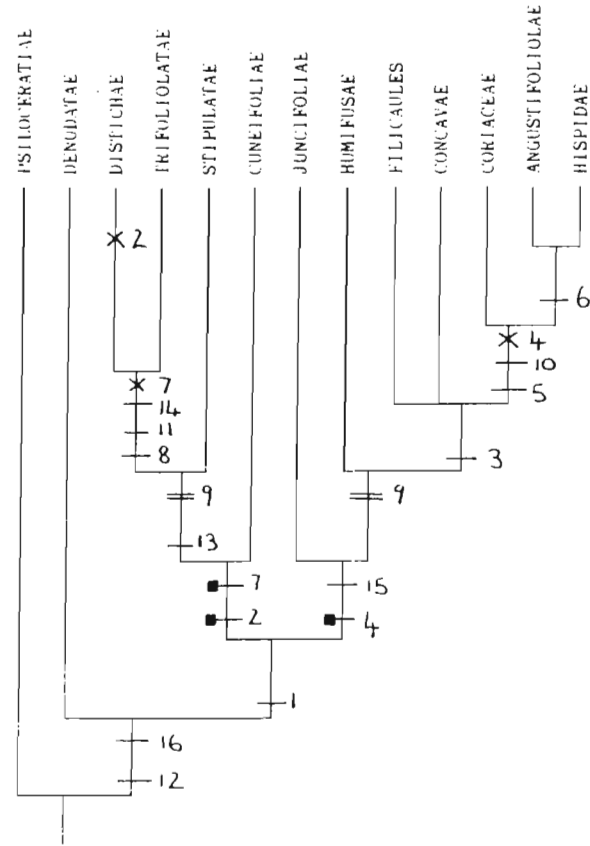 PSILOCERATIAE
DENUDATAE
DISTICHAE
TRIFOLIOLATAE
STIPULATAE
CUNEIFOLIAE
JUNCIFOLIAE
HUMIFUSAE
FILICAULES
CONCAVAE
CORIACEAE
ANGUSTIFOLIOLAE
HISPIDAE
2
6
4
7
10
14
5
11
8
3
9
9
13
7
15
2
4
1
16
12